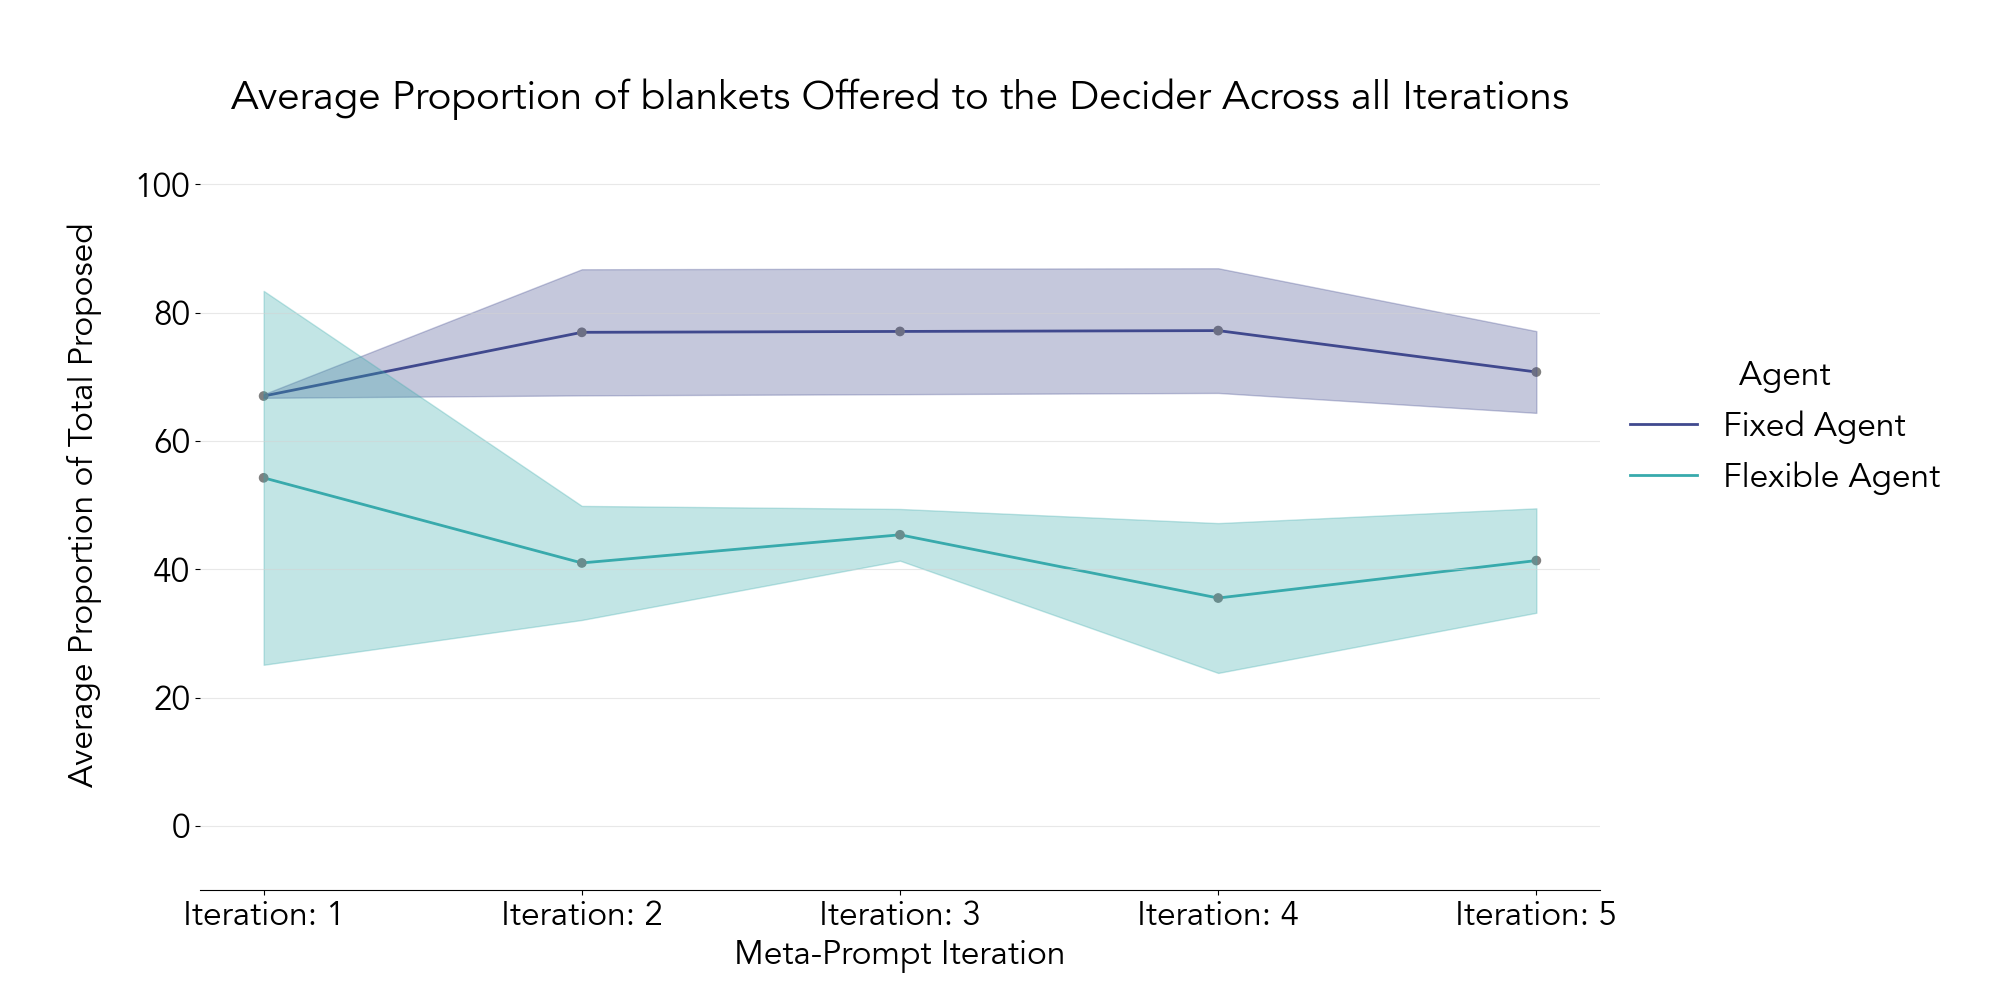 Average Proportion of blankets Offered to the Decider Across all Iterations
Average Proportion of Total Proposed
100
80
60
40
20
0
Iteration: 1
Iteration: 2
Iteration: 3
Iteration: 4
Iteration: 5
Meta-Prompt Iteration
Agent
Fixed Agent
Flexible Agent